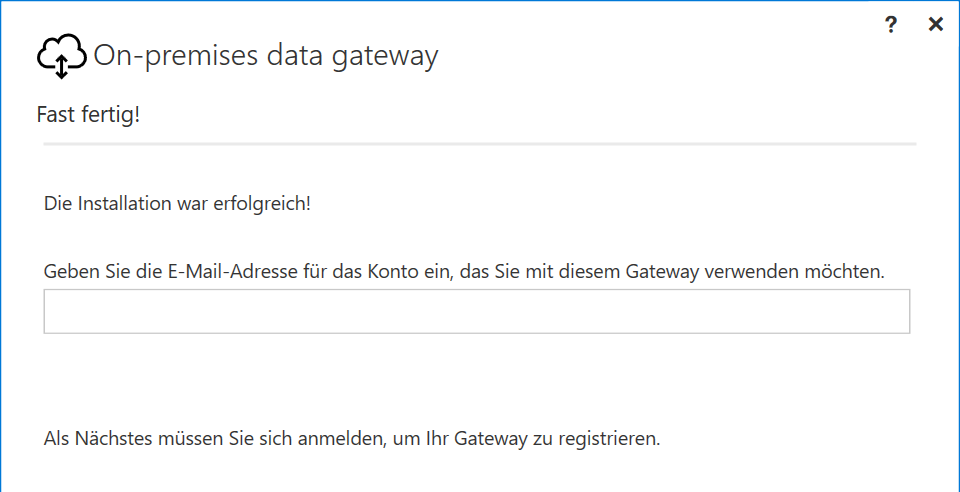 On-premises data gateway
Fast fertig!
Die Installation war erfolgreich!
Geben Sie die E-Mail-Adresse für das Konto ein, das Sie mit diesem Gateway verwenden möchten.
Als Nächstes müssen Sie sich anmelden, um Ihr Gateway zu registrieren.